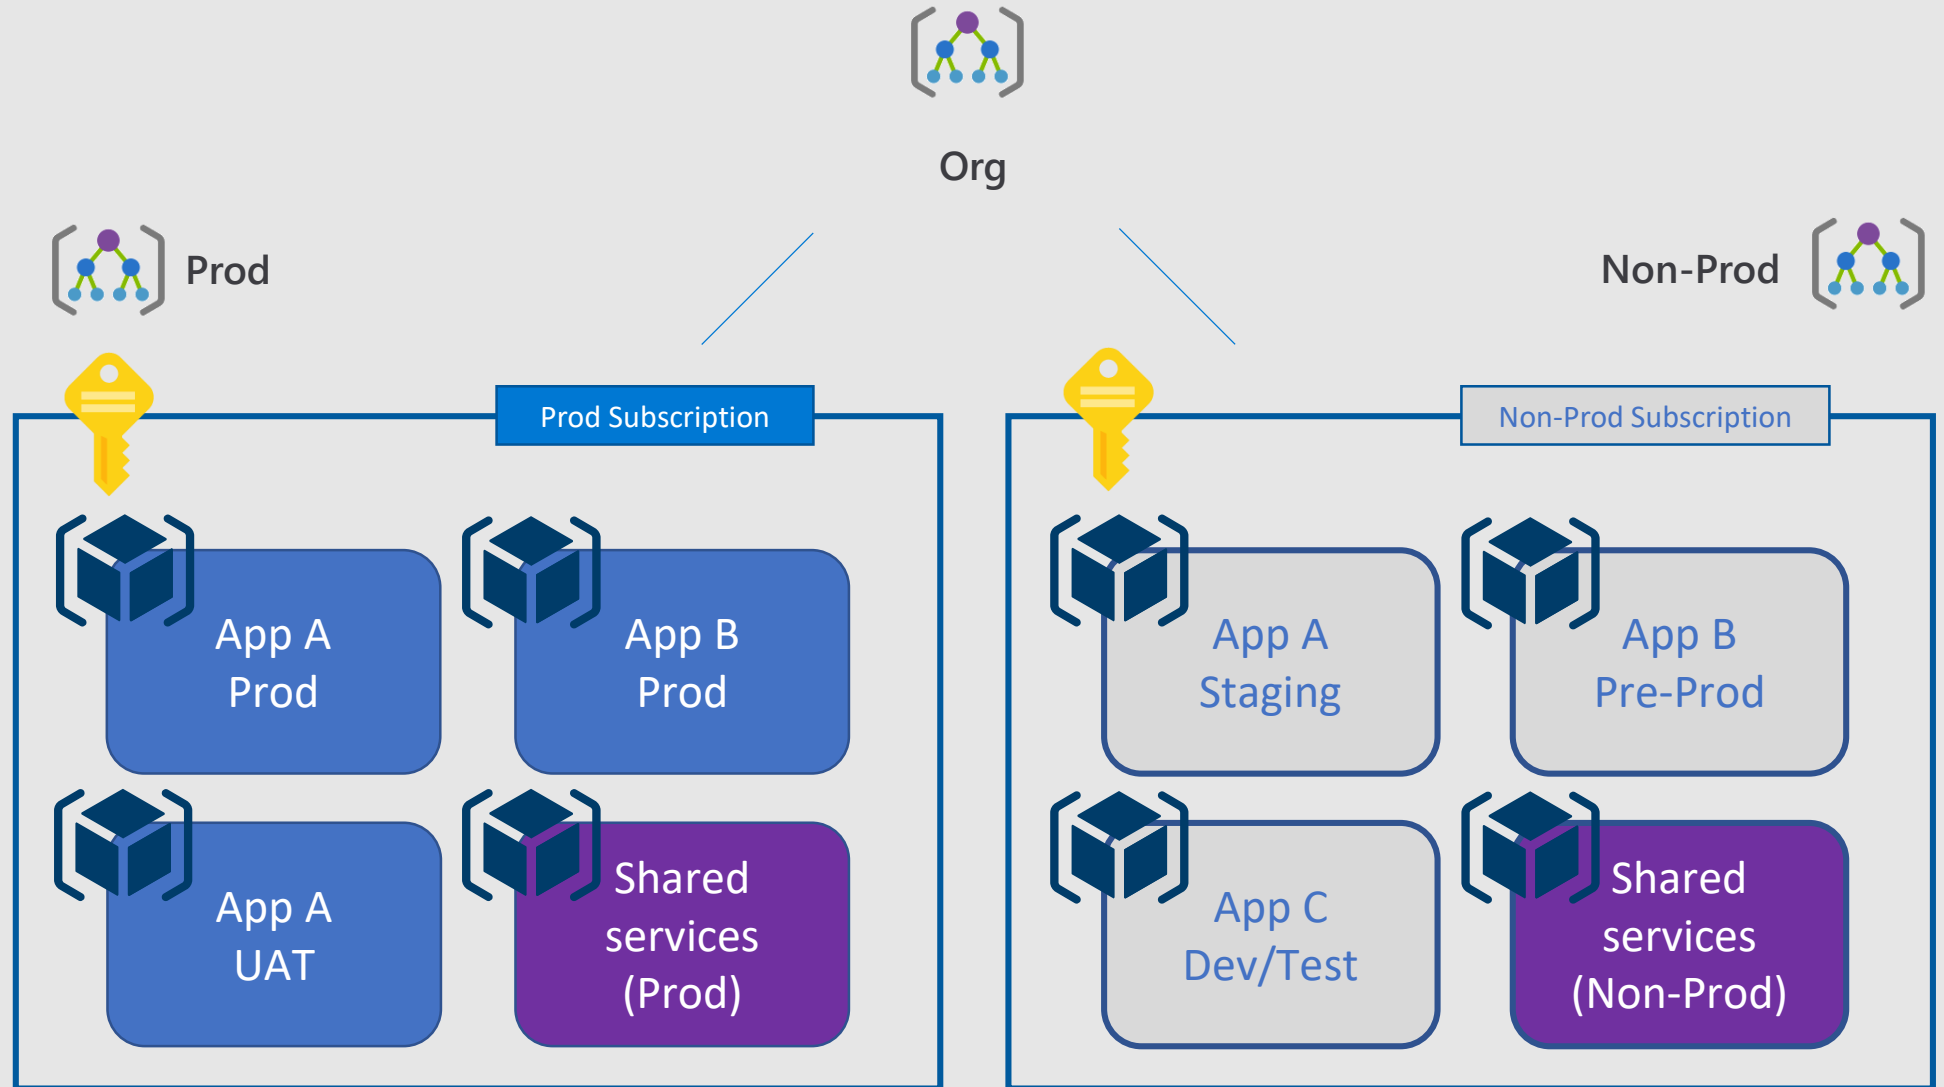 Org
Prod
Non-Prod
Prod Subscription
Non-Prod Subscription
App A
Prod
App B
Prod
App A
UAT
Shared
services
(Prod)
App A
Staging
App B
Pre-Prod
App C
Dev/Test
Shared
services
(Non-Prod)